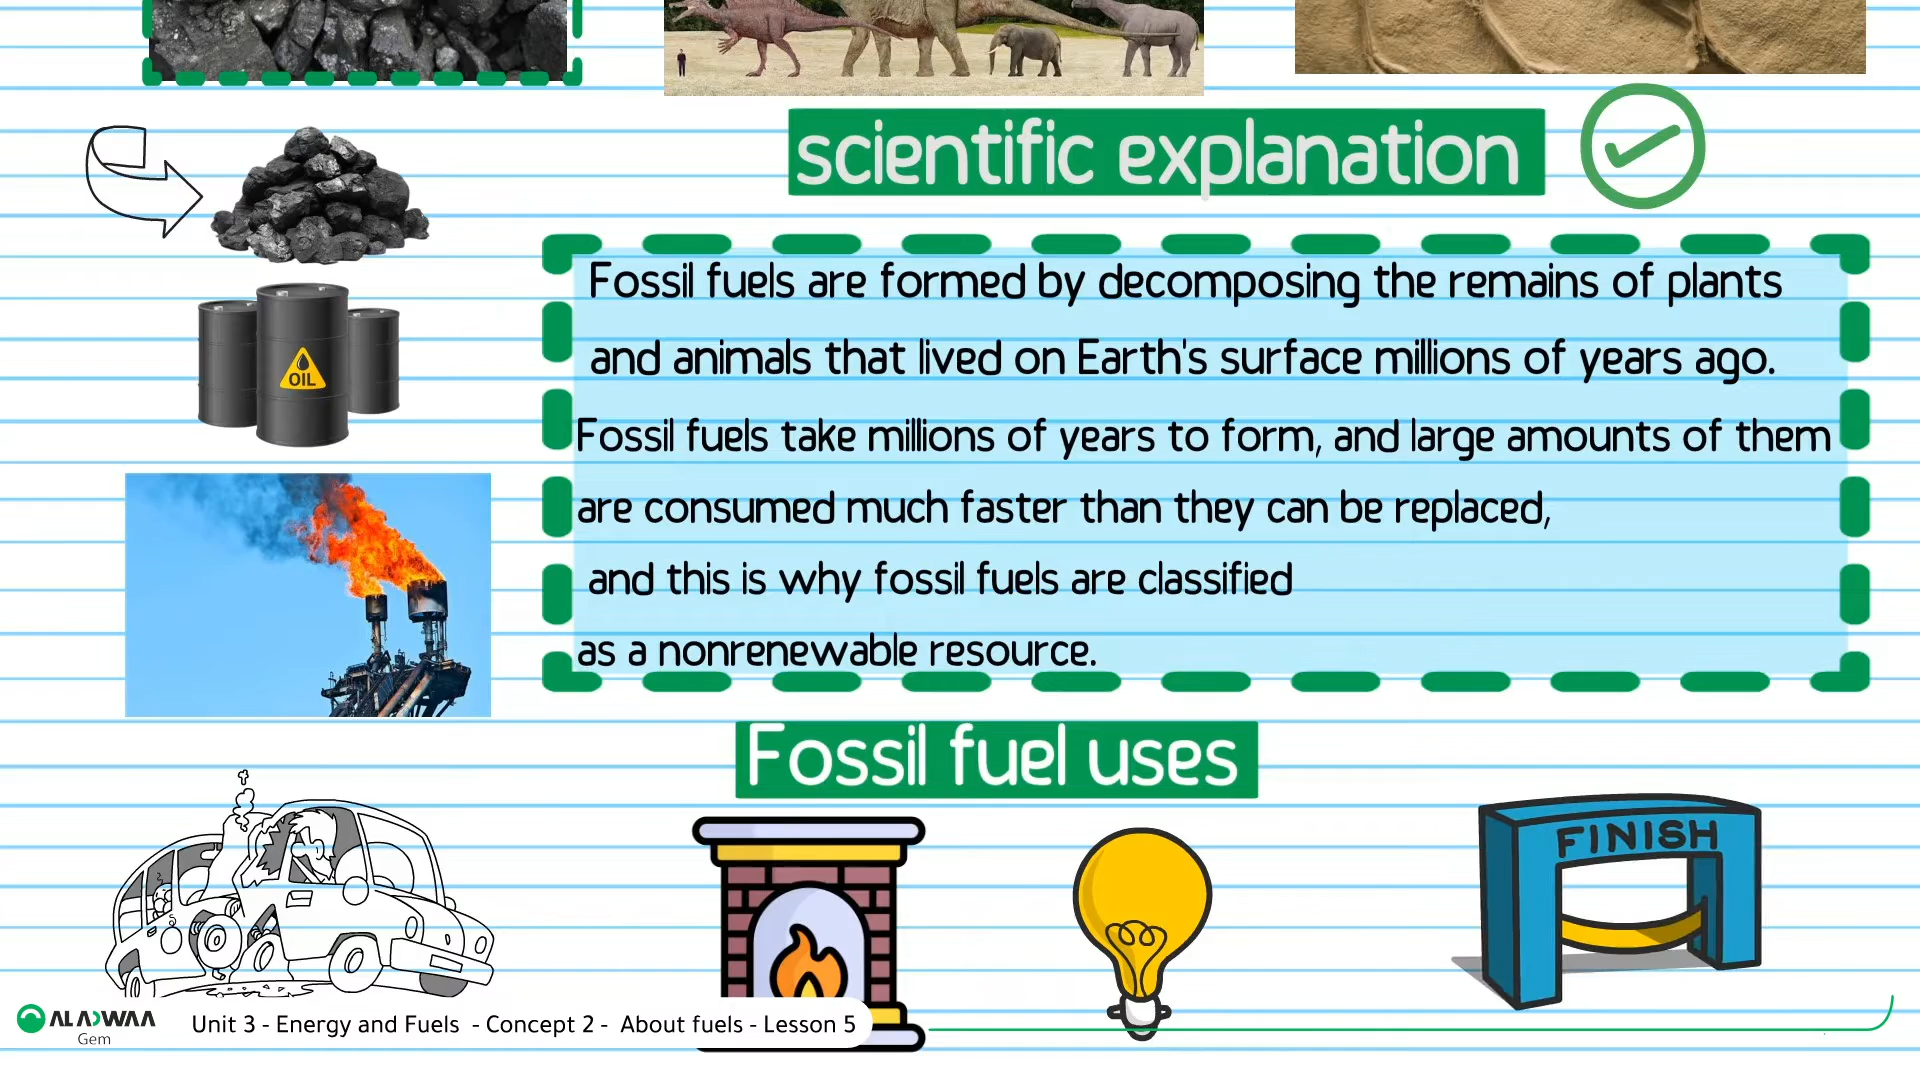 scientific explanation
Fossil fuels are formed by decomposing the remains of plants
and animals that lived on Earth's surface millions of years ago.
Fossil fuels take millions of years to form, and large amounts of them
are consumed much faster than they can be replaced,
and this is why fossil fuels are classified
as a nonrenewable resource.
OIL
Fossil fuel uses
FINISH
ALADWAA
Gem
Unit 3 - Energy and Fuels - Concept 2 - About fuels - Lesson 5